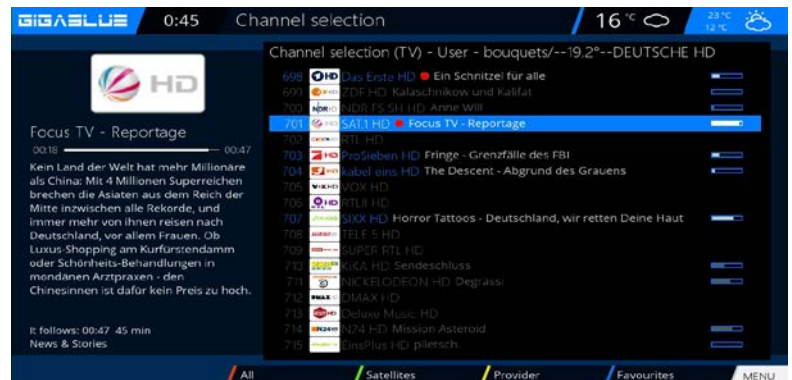 GIGABLUE
0:45
Channel selection
16 °C
23 °C
12 °C
HD
Focus TV - Reportage
00:18
00:47
Kein Land der Welt hat mehr Millionäre
als China: Mit 4 Millionen Superreichen
brechen die Asiaten aus dem Reich der
Mitte inzwischen alle Rekorde, und
immer mehr von ihnen reisen nach
Deutschland, vor allem Frauen. Ob
Luxus-Shopping am Kurfürstendamm
oder Schönheits-Behandlungen in
mondänen Arztpraxen - den
Chinesinnen ist dafür kein Preis zu hoch.
It follows: 00:47 45 min
News & Stories
Channel selection (TV) - User - bouquets/--19.2°--DEUTSCHE HD
698 HD Das Erste HD Ein Schnitzel für alle
699 ZDF HD Kalaschnikow und Kalifat
700 NDR HD NDR FS SH HD Anne Will
701 SAT.1 HD Focus TV - Reportage
702 RTL HD
703 HD ProSieben HD Fringe - Grenzfälle des FBI
704 HD kabel eins HD The Descent - Abgrund des Grauens
705 VOX HD
706 HD RTLII HD
707 SIXX HD Horror Tattoos - Deutschland, wir retten Deine Haut
708 TELE 5 HD
709 SUPER RTL HD
710 KiKA HD Sendeschluss
711 NICKELODEON HD Degrassi
712 DMAX DMAX HD
713 Deluxe Music HD
714 N24 N24 HD Mission Asteroid
715 EinsPlus HD plietsch.
All
Satellites
Provider
Favourites
MENU